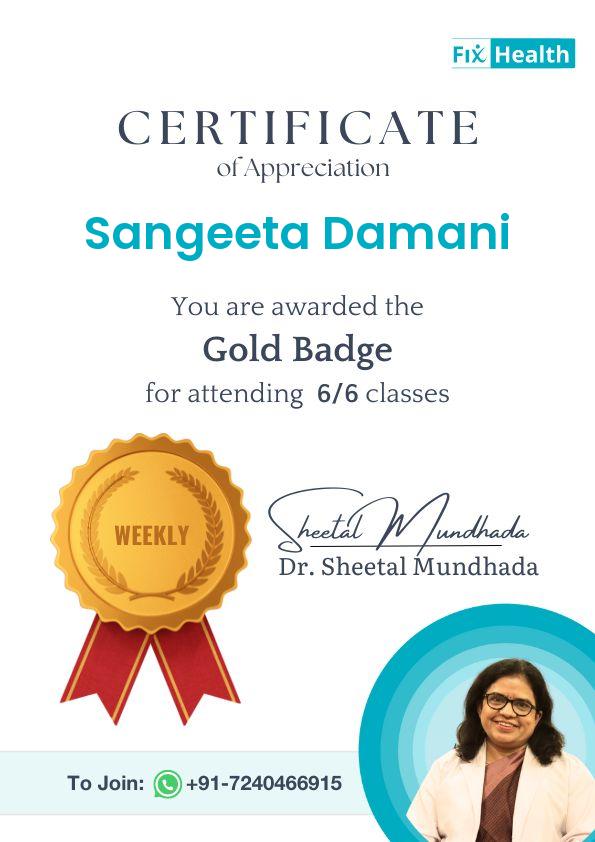 Fix Health
CERTIFICATE
of Appreciation
Sangeeta Damani
You are awarded the
Gold Badge
for attending 6/6 classes
WEEKLY
Sheetal Mundhada
Dr. Sheetal Mundhada
To Join: +91-7240466915